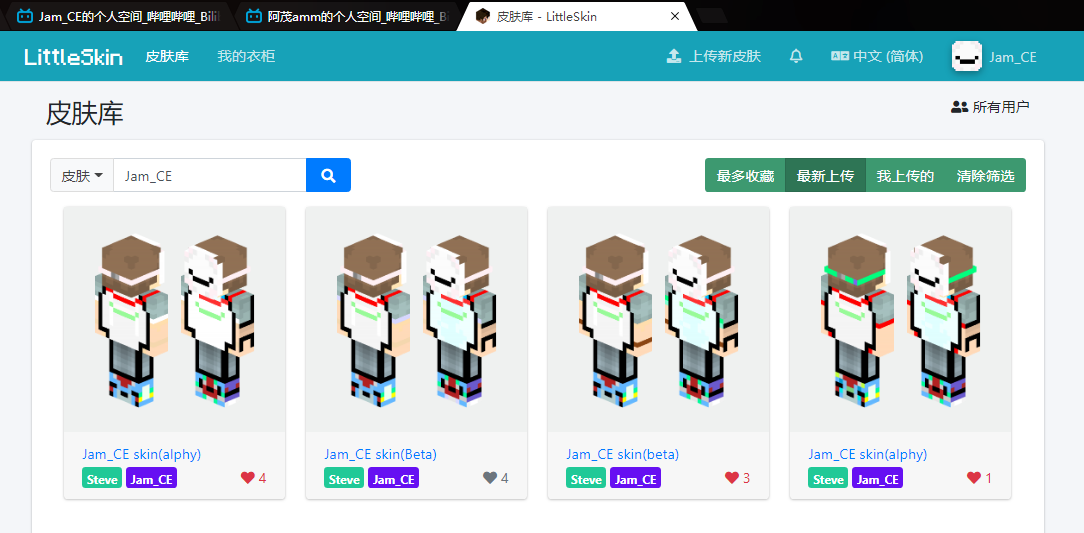 Jam_CE的个人空间_哔哩哔哩_Bili
阿茂amm的个人空间_哔哩哔哩_Bi
皮肤库 - LittleSkin
LittleSkin 皮肤库 我的衣柜 上传新皮肤 中文 (简体) Jam_CE
皮肤库
所有用户
皮肤 Jam_CE
最多收藏 最新上传 我上传的 清除筛选
Jam_CE skin(alphy)
Steve Jam_CE 4
Jam_CE skin(Beta)
Steve Jam_CE 4
Jam_CE skin(beta)
Steve Jam_CE 3
Jam_CE skin(alphy)
Steve Jam_CE 1